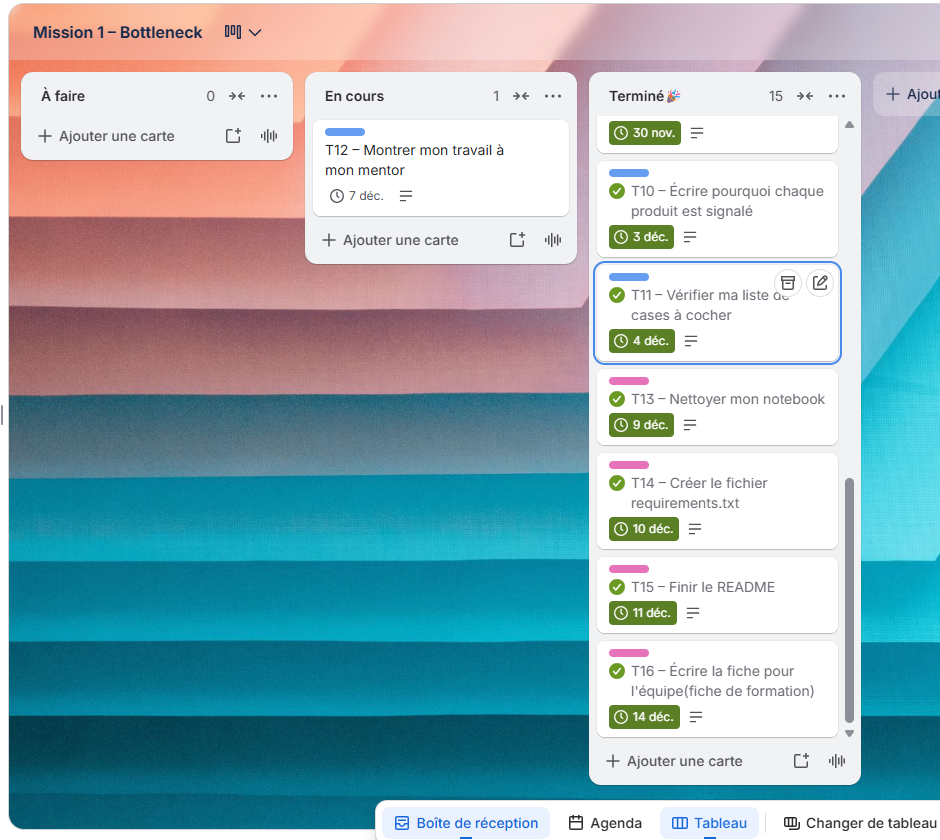 Mission 1 – Bottleneck
À faire
0
Ajouter une carte
En cours
1
T12 – Montrer mon travail à
mon mentor
7 déc.
Ajouter une carte
Terminé🎉
15
30 nov.
T10 – Écrire pourquoi chaque
produit est signalé
3 déc.
T11 – Vérifier ma liste de
cases à cocher
4 déc.
T13 – Nettoyer mon notebook
9 déc.
T14 – Créer le fichier
requirements.txt
10 déc.
T15 – Finir le README
11 déc.
T16 – Écrire la fiche pour
l'équipe(fiche de formation)
14 déc.
Ajouter une carte
Ajout
Boîte de réception
Agenda
Tableau
Changer de tableau